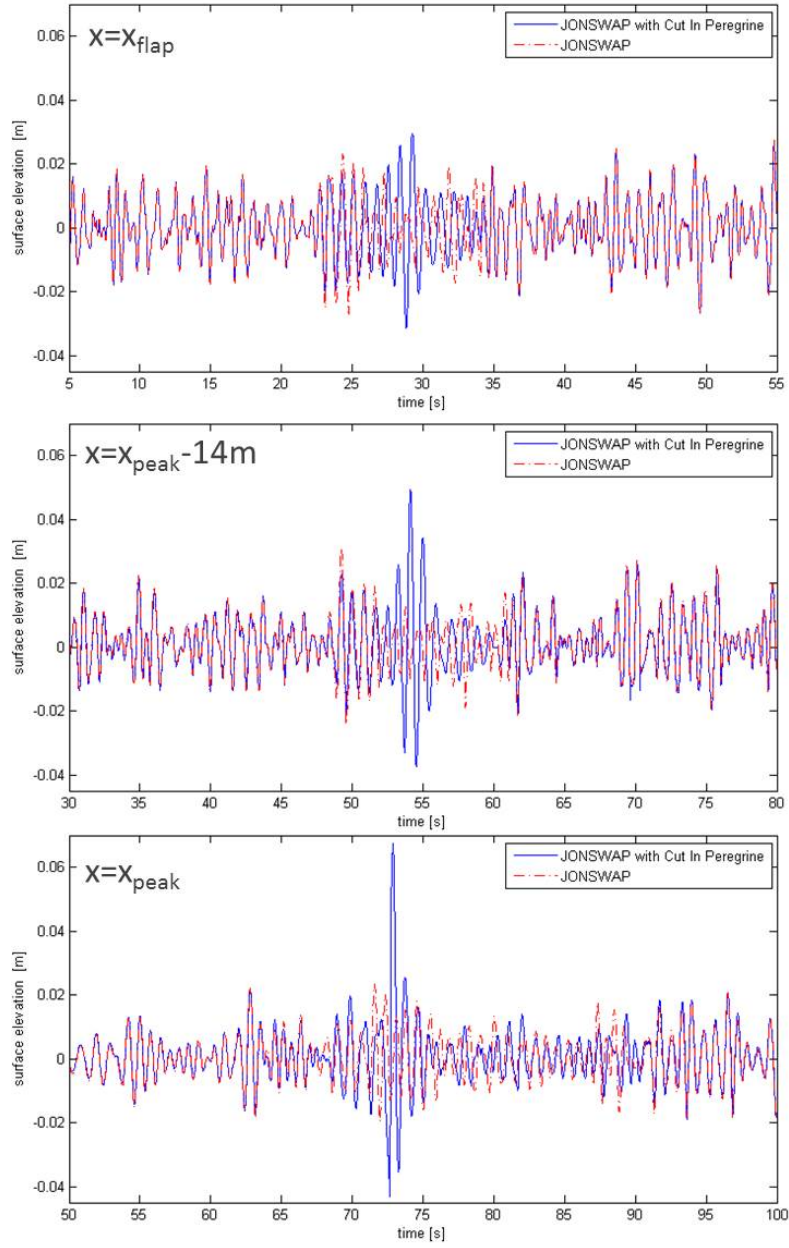 x=xflap
JONSWAP with Cut In Peregrine
JONSWAP
surface elevation [m]
0.06
0.04
0.02
0
-0.02
-0.04
5 10 15 20 25 30 35 40 45 50 55
time [s]
x=xpeak-14m
JONSWAP with Cut In Peregrine
JONSWAP
surface elevation [m]
0.06
0.04
0.02
0
-0.02
-0.04
30 35 40 45 50 55 60 65 70 75 80
time [s]
x=xpeak
JONSWAP with Cut In Peregrine
JONSWAP
surface elevation [m]
0.06
0.04
0.02
0
-0.02
-0.04
50 55 60 65 70 75 80 85 90 95 100
time [s]